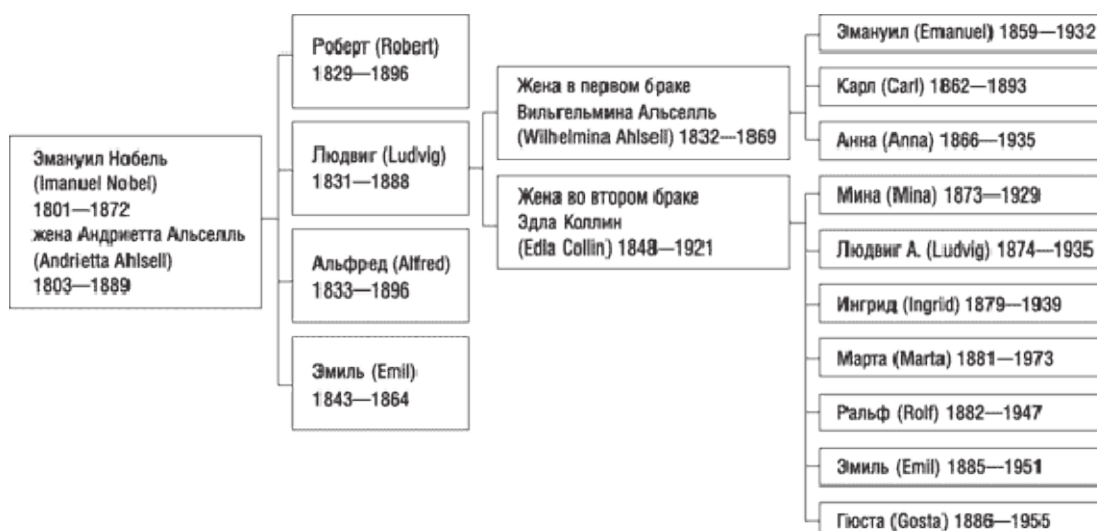 Эмануил Нобель
(Imanuel Nobel)
1801—1872
жена Андриетта Альселль
(Andrietta Ahlsell)
1803—1889
Роберт (Robert)
1829—1896
Людвиг (Ludvig)
1831—1888
Альфред (Alfred)
1833—1896
Эмиль (Emil)
1843—1864
Жена в первом браке
Вильгельмина Альселль
(Wilhelmina Ahlsell) 1832—1869
Жена во втором браке
Эдла Коллин
(Edla Collin) 1848—1921
Эмануил (Emanuel) 1859—1932
Карл (Carl) 1862—1893
Анна (Anna) 1866—1935
Мина (Mina) 1873—1929
Людвиг А. (Ludvig) 1874—1935
Ингрид (Ingrid) 1879—1939
Марта (Marta) 1881—1973
Ральф (Rolf) 1882—1947
Эмиль (Emil) 1885—1951
Гюста (Gosta) 1886—1955